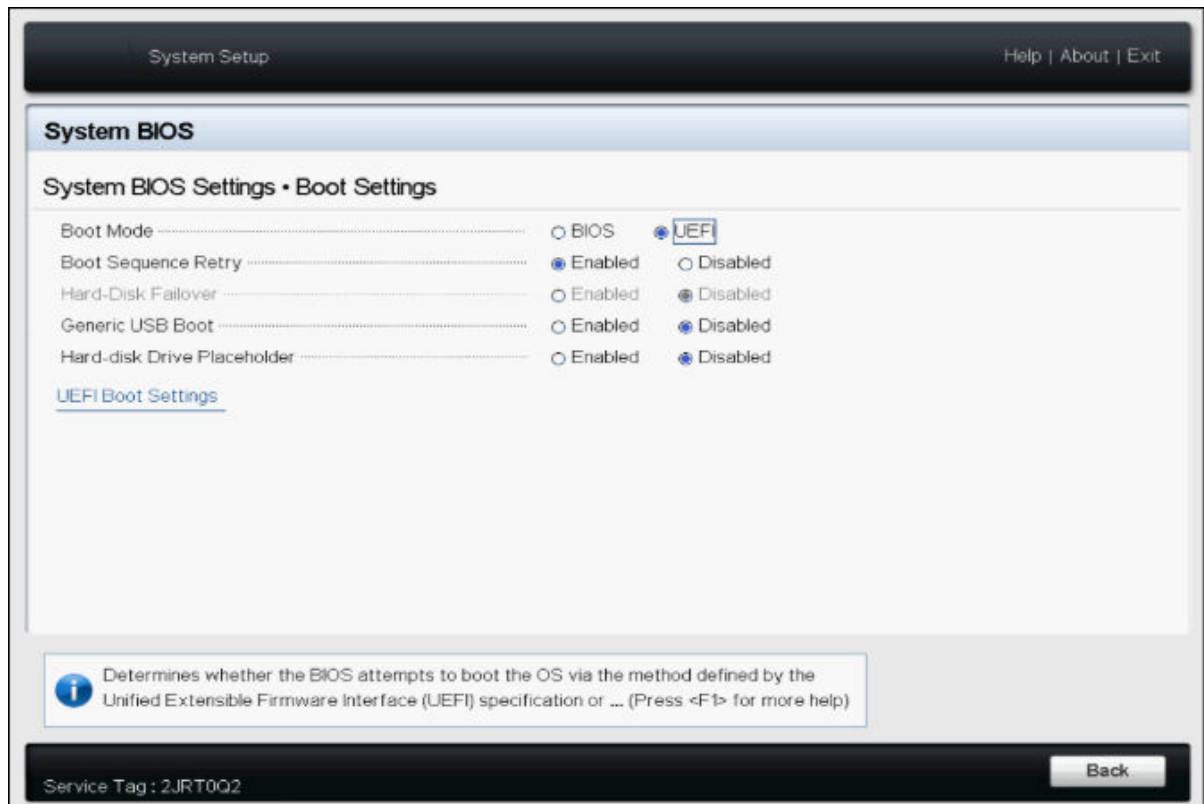 System Setup
Help | About | Exit
System BIOS
System BIOS Settings • Boot Settings
Boot Mode BIOS UEFI
Boot Sequence Retry Enabled Disabled
Hard-Disk Failover Enabled Disabled
Generic USB Boot Enabled Disabled
Hard-disk Drive Placeholder Enabled Disabled
UEFI Boot Settings
Determines whether the BIOS attempts to boot the OS via the method defined by the
Unified Extensible Firmware Interface (UEFI) specification or ... (Press <F1> for more help)
Service Tag : 2JRT0Q2
Back